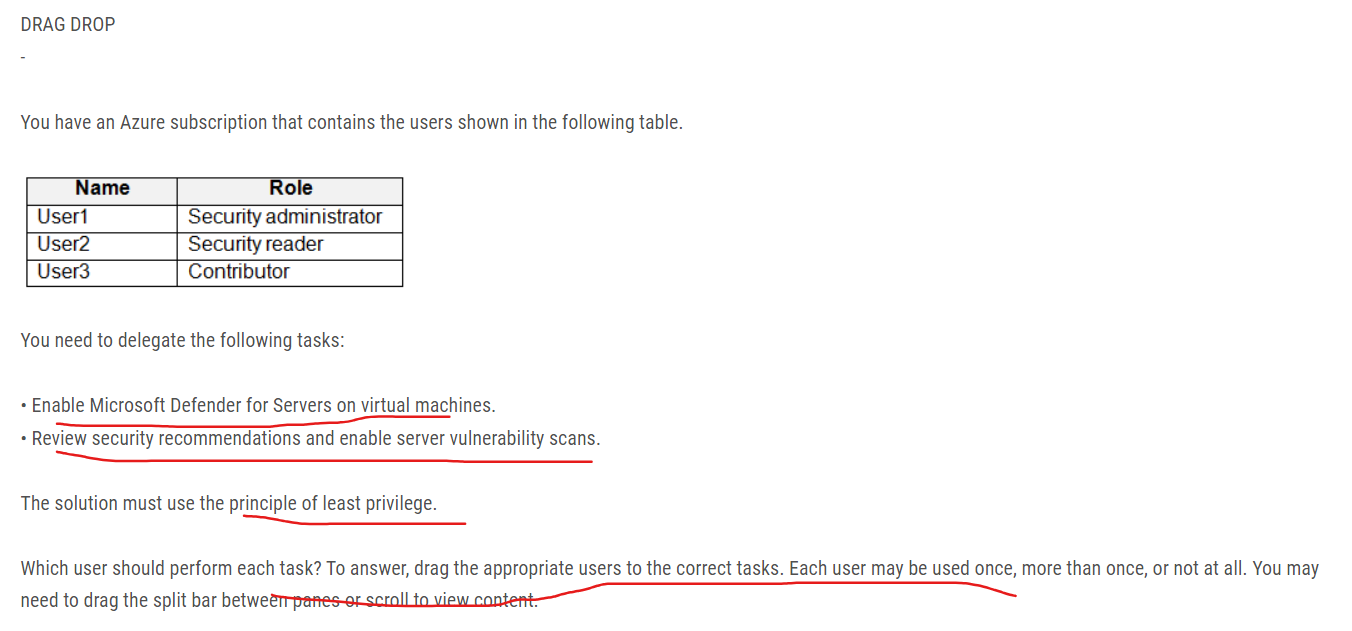 DRAG DROP
-
You have an Azure subscription that contains the users shown in the following table.
Name Role
User1 Security administrator
User2 Security reader
User3 Contributor
You need to delegate the following tasks:
• Enable Microsoft Defender for Servers on virtual machines.
• Review security recommendations and enable server vulnerability scans.
The solution must use the principle of least privilege.
Which user should perform each task? To answer, drag the appropriate users to the correct tasks. Each user may be used once, more than once, or not at all. You may
need to drag the split bar between panes or scroll to view content.